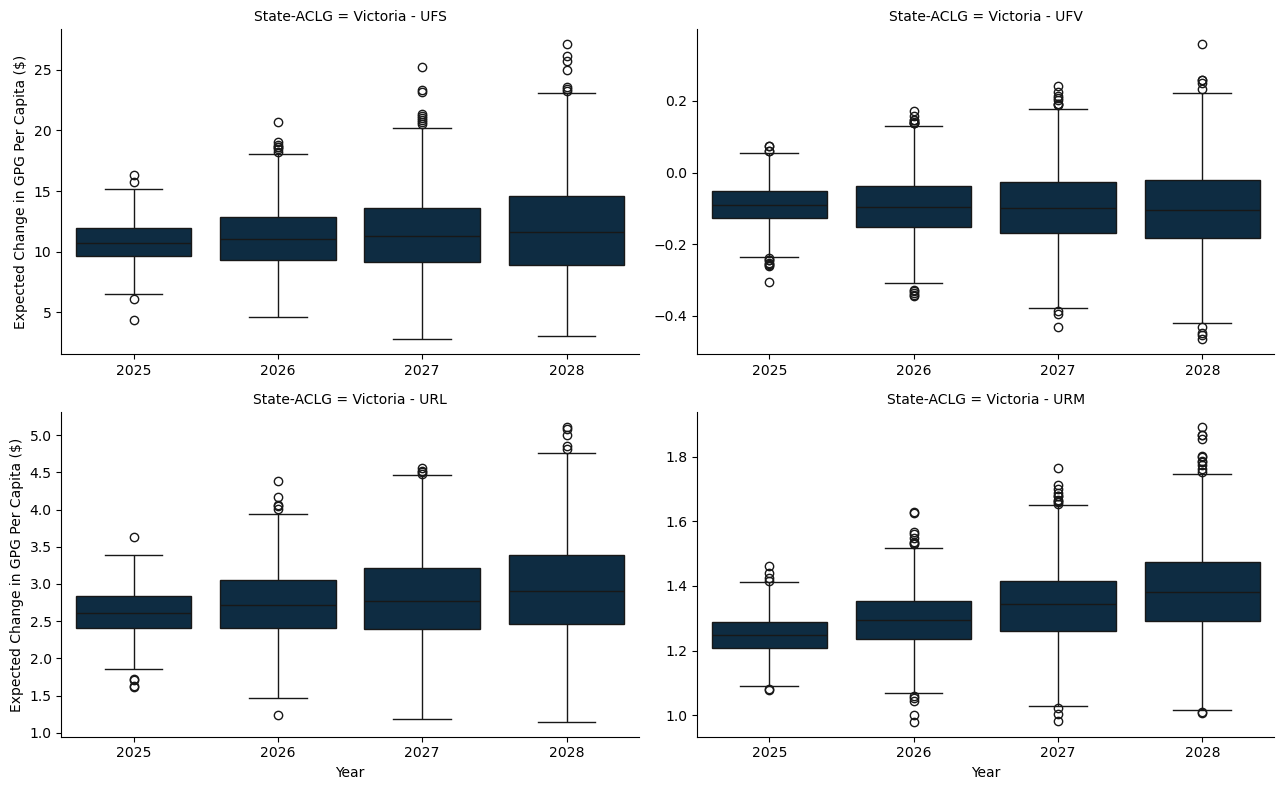 State-ACLG = Victoria - UFS
Expected Change in GPG Per Capita ($)
25
20
15
10
5
2025 2026 2027 2028
State-ACLG = Victoria - UFV
0.2
0.0
−0.2
−0.4
2025 2026 2027 2028
State-ACLG = Victoria - URL
Expected Change in GPG Per Capita ($)
5.0
4.5
4.0
3.5
3.0
2.5
2.0
1.5
1.0
2025 2026 2027 2028
Year
State-ACLG = Victoria - URM
1.8
1.6
1.4
1.2
1.0
2025 2026 2027 2028
Year